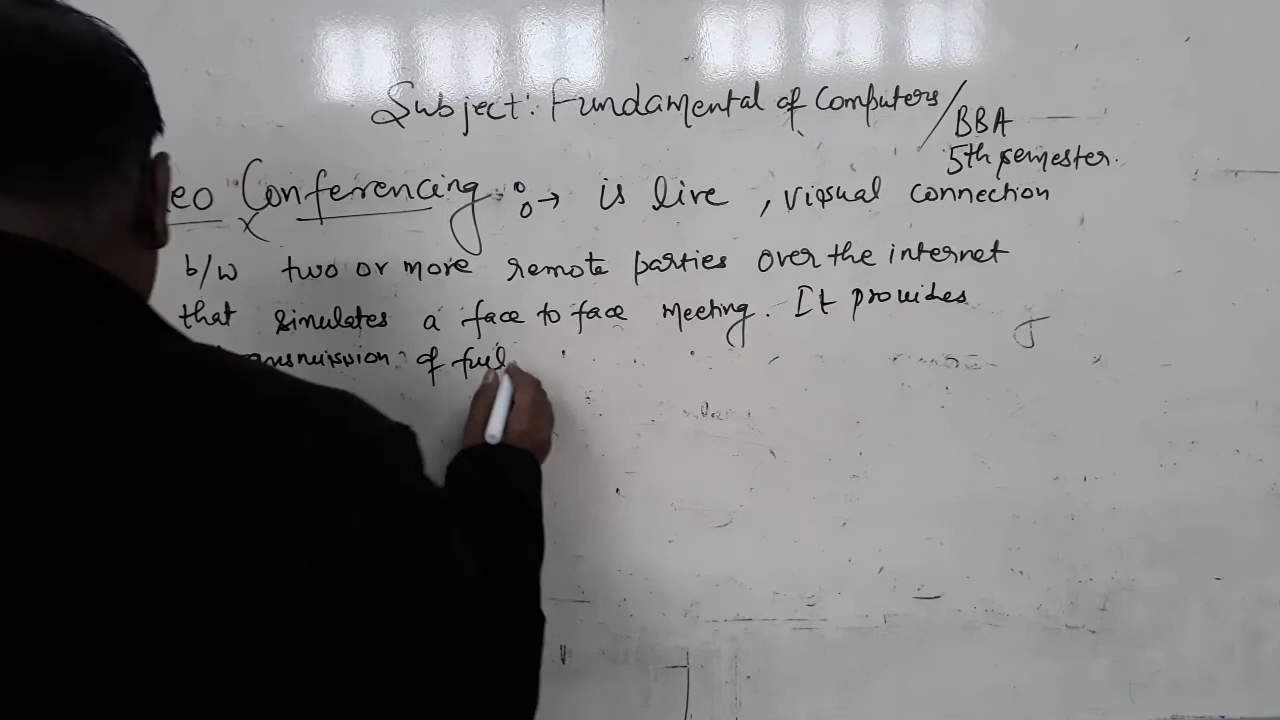 Subject: Fundamental of Computers/
BBA
5th semester.
eo Conferencing :→ is live, visual connection
b/w two or more remote parties over the internet
that simulates a face to face meeting. It provides
ansmission of full